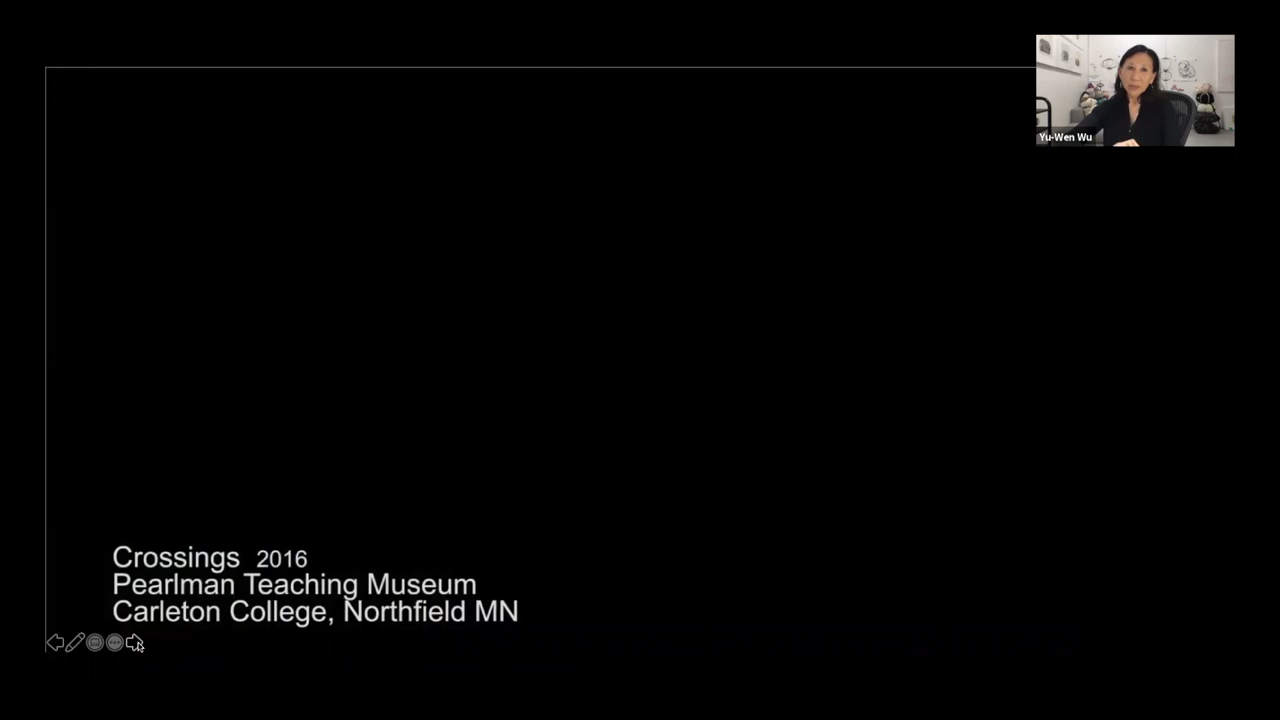 Yu-Wen Wu
Crossings 2016
Pearlman Teaching Museum
Carleton College, Northfield MN